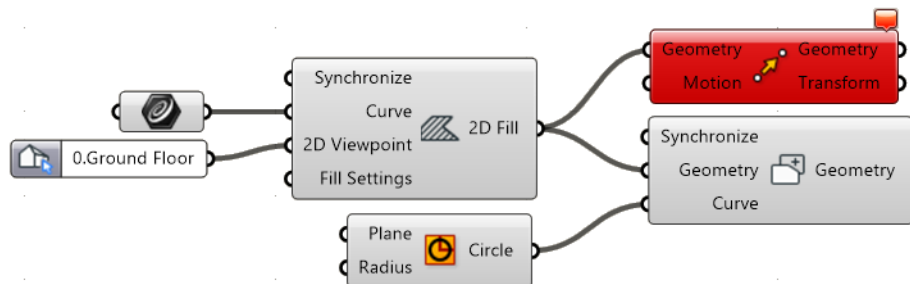 Geometry Geometry
Motion Transform
Synchronize
Curve
2D Viewpoint
Fill Settings
2D Fill
0.Ground Floor
Synchronize
Geometry Geometry
Curve
Plane
Radius
Circle